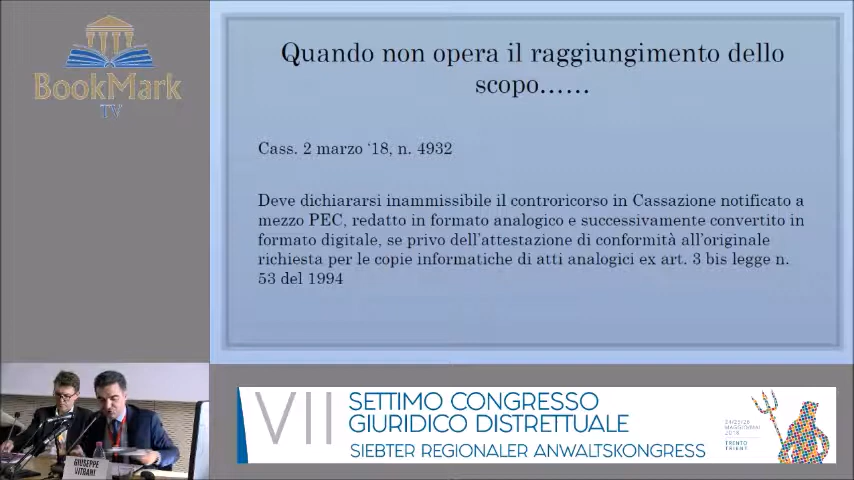 BookMark
TV
Quando non opera il raggiungimento dello
scopo……
Cass. 2 marzo ‘18, n. 4932
Deve dichiararsi inammissibile il controricorso in Cassazione notificato a
mezzo PEC, redatto in formato analogico e successivamente convertito in
formato digitale, se privo dell’attestazione di conformità all’originale
richiesta per le copie informatiche di atti analogici ex art. 3 bis legge n.
53 del 1994
GIUSEPPE
VITRANI
VII
SETTIMO CONGRESSO
GIURIDICO DISTRETTUALE
SIEBTER REGIONALER ANWALTSKONGRESS
TRENTO
TRIENT